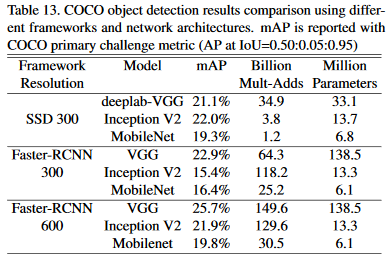 Table 13. COCO object detection results comparison using differ-
ent frameworks and network architectures. mAP is reported with
COCO primary challenge metric (AP at IoU=0.50:0.05:0.95)
Framework Model mAP Billion Million
Resolution Mult-Adds Parameters
deeplab-VGG 21.1% 34.9 33.1
SSD 300 Inception V2 22.0% 3.8 13.7
MobileNet 19.3% 1.2 6.8
Faster-RCNN VGG 22.9% 64.3 138.5
300 Inception V2 15.4% 118.2 13.3
MobileNet 16.4% 25.2 6.1
Faster-RCNN VGG 25.7% 149.6 138.5
600 Inception V2 21.9% 129.6 13.3
Mobilenet 19.8% 30.5 6.1